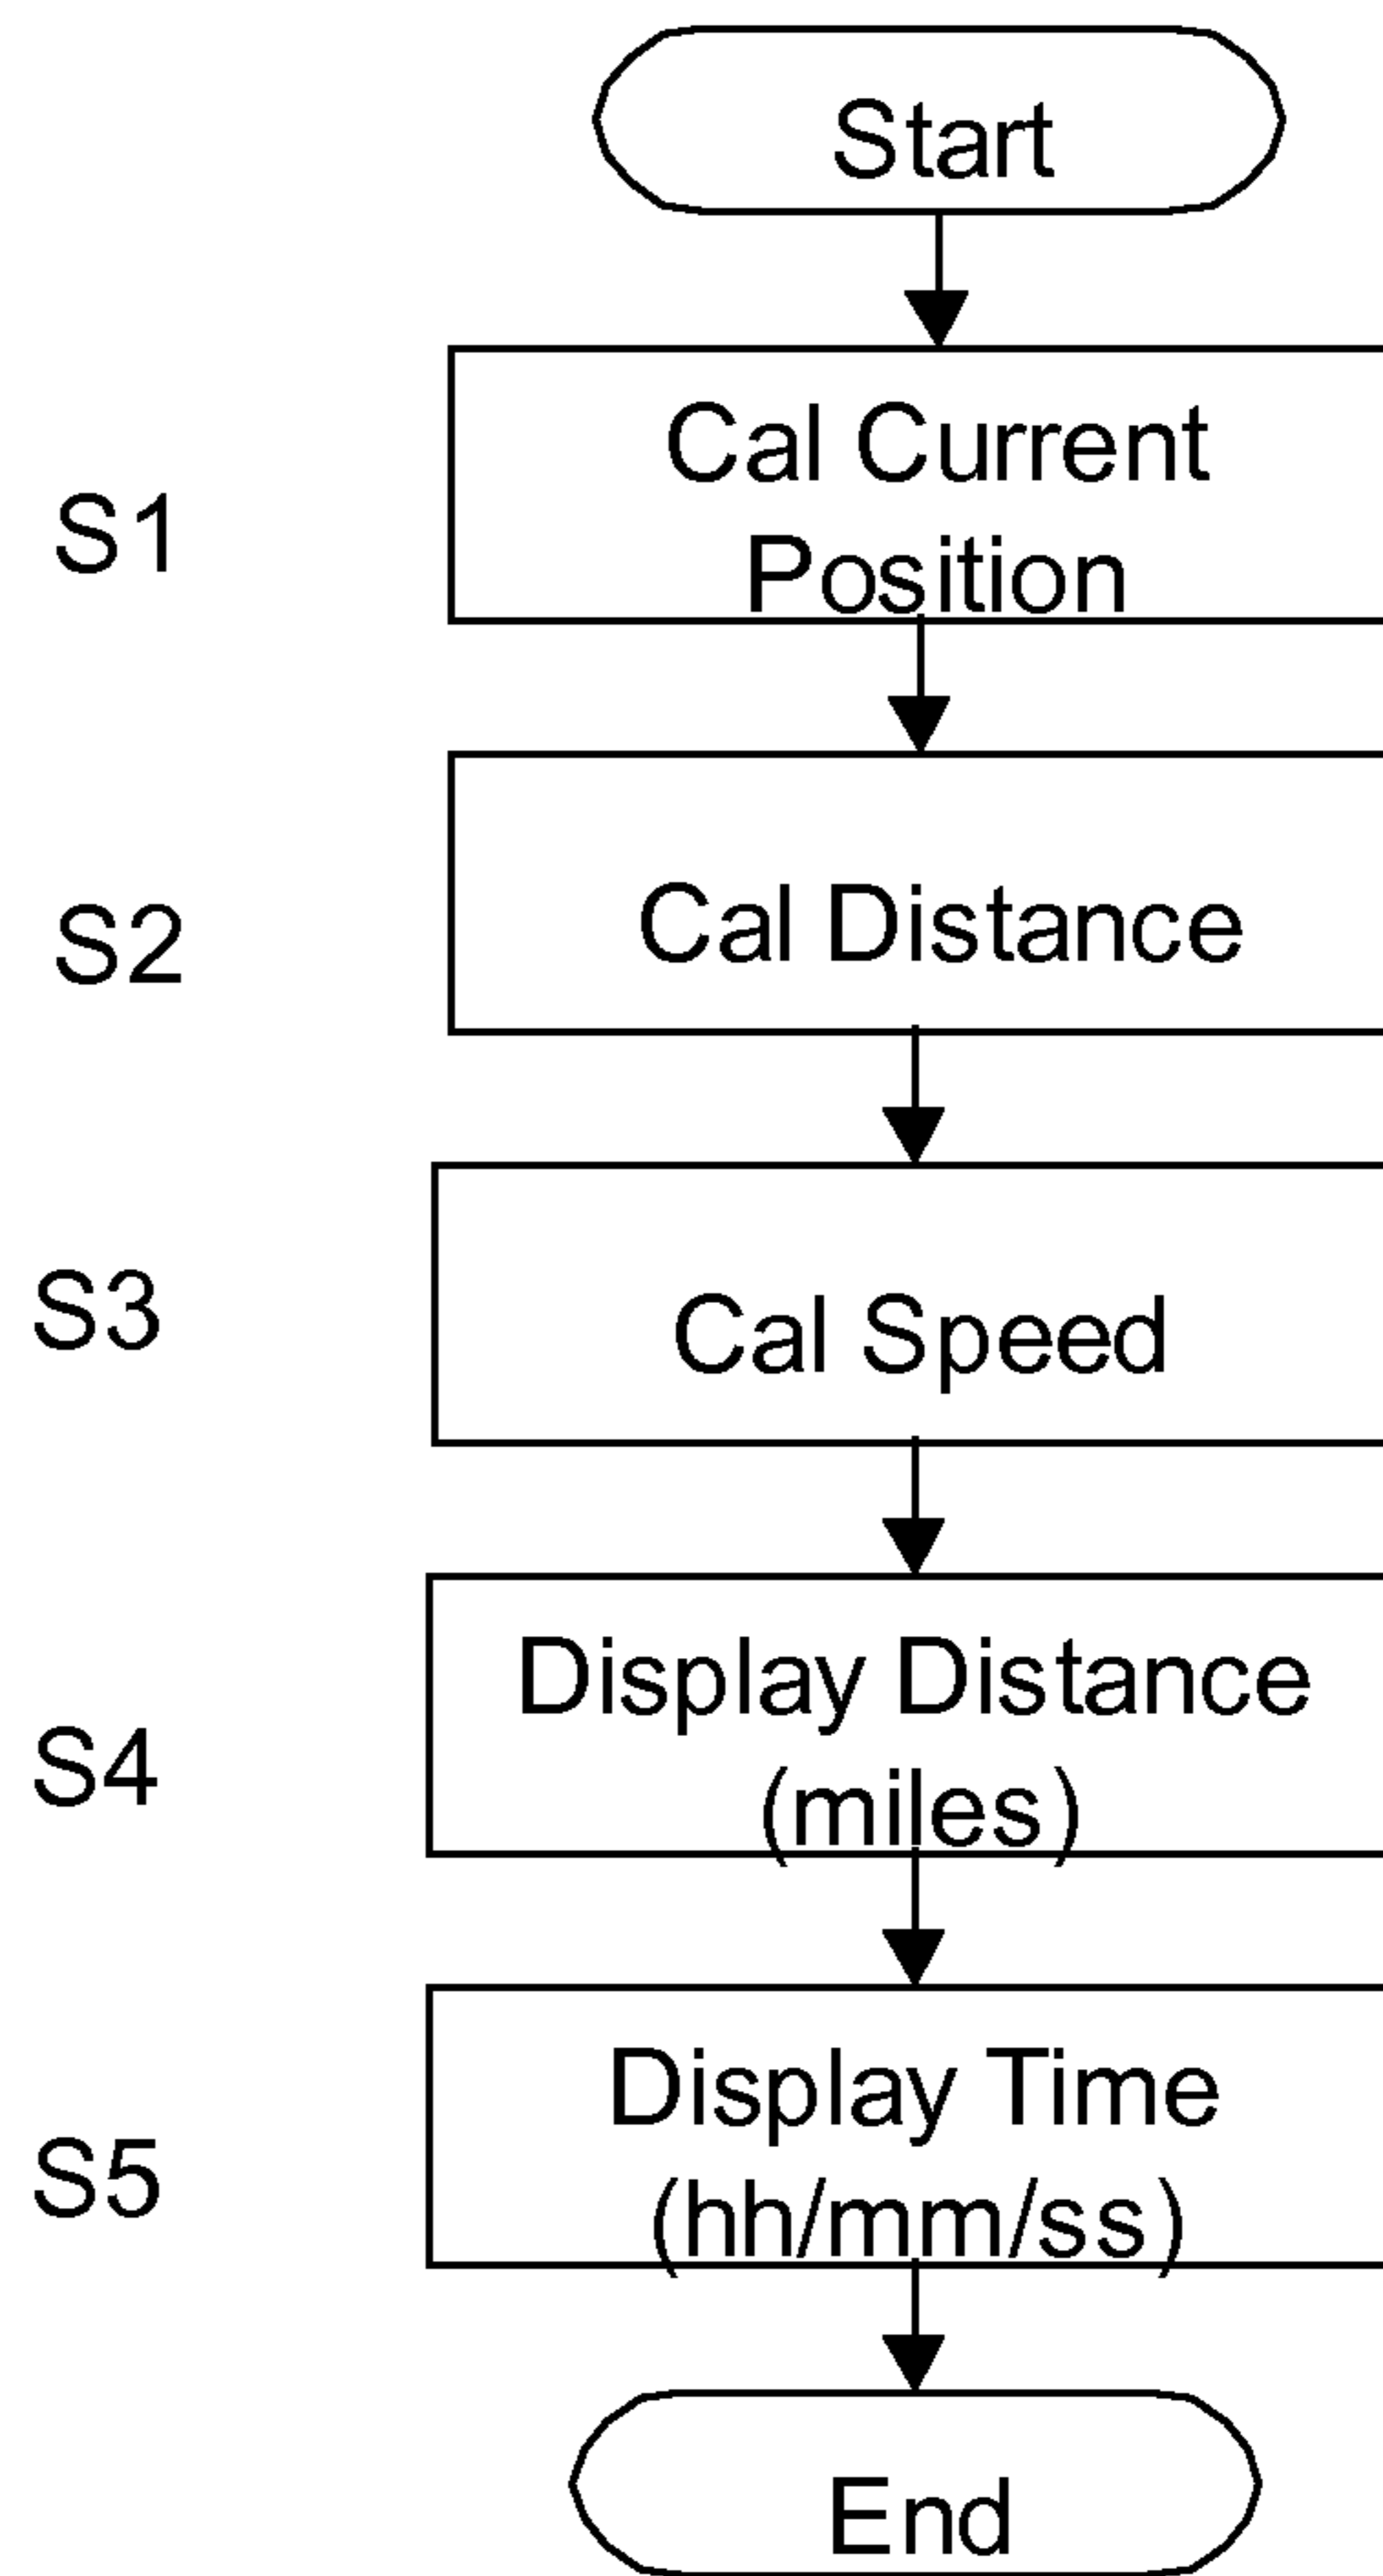 Start
S1
Cal Current
Position
S2
Cal Distance
S3
Cal Speed
S4
Display Distance
(miles)
S5
Display Time
(hh/mm/ss)
End